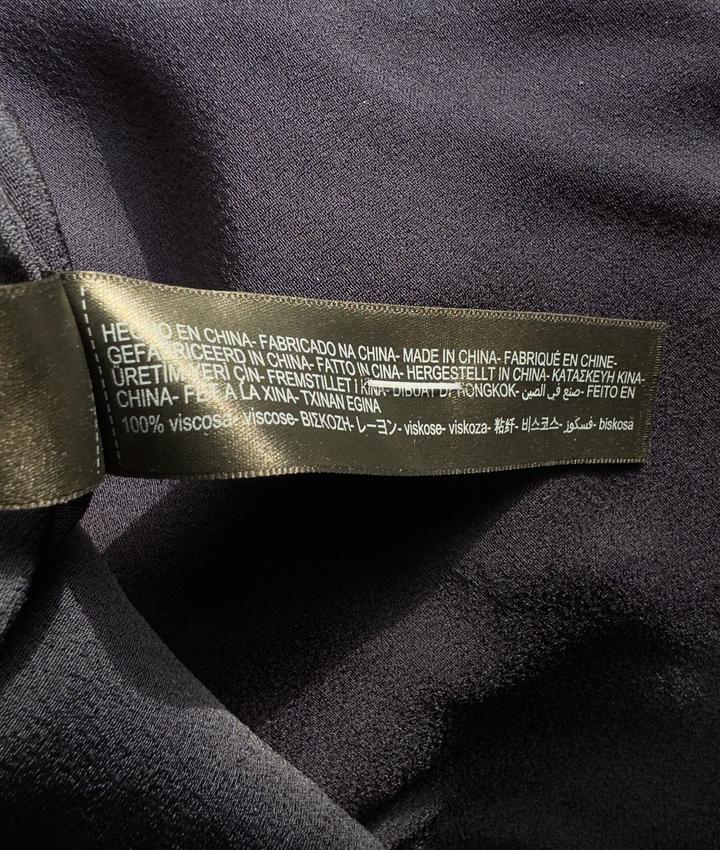 HECHO EN CHINA- FABRICADO NA CHINA- MADE IN CHINA- FABRIQUÉ EN CHINE-
GEFABRICEERD IN CHINA- FATTO IN CINA- HERGESTELLT IN CHINA- ΚΑΤΑΣΚΕΥΗ ΚΙΝΑ-
ÜRETİM YERİ ÇİN- FREMSTILLET I KINA- DIBUAT DI HONGKOK- صنع في الصين- FEITO EN
CHINA- FET A LA XINA- TXINAN EGINA
100% viscosa- viscose- ΒΙΣΚΟΖΗ- レーヨン- viskose- viskoza- 粘纤- 비스코스- فسكوز- biskosa